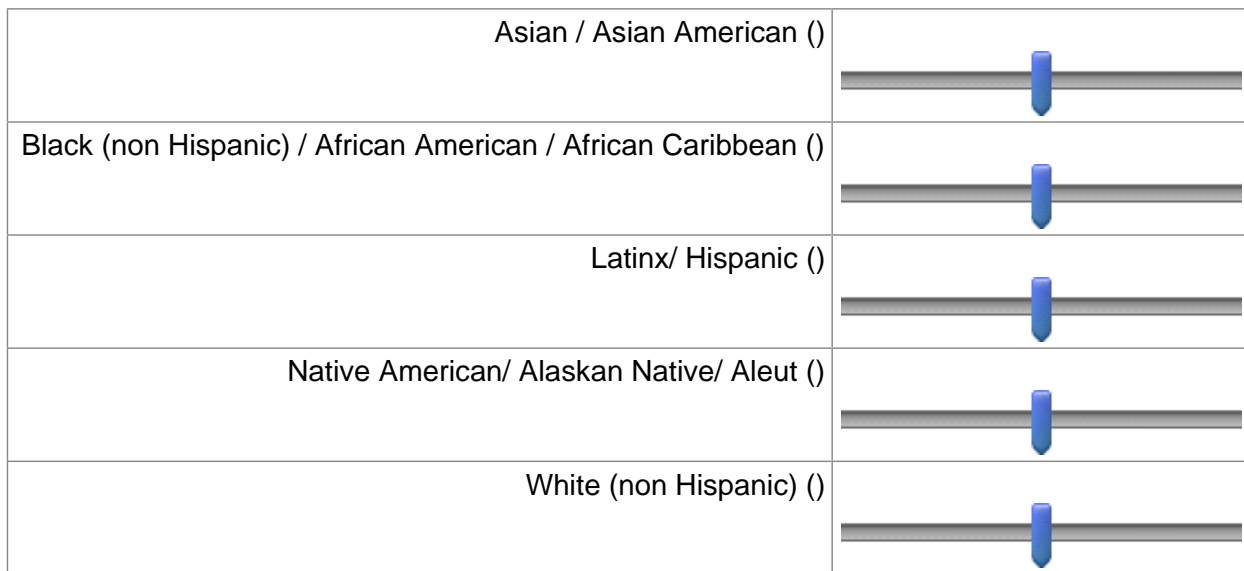 Asian / Asian American ()
Black (non Hispanic) / African American / African Caribbean ()
Latinx/ Hispanic ()
Native American/ Alaskan Native/ Aleut ()
White (non Hispanic) ()